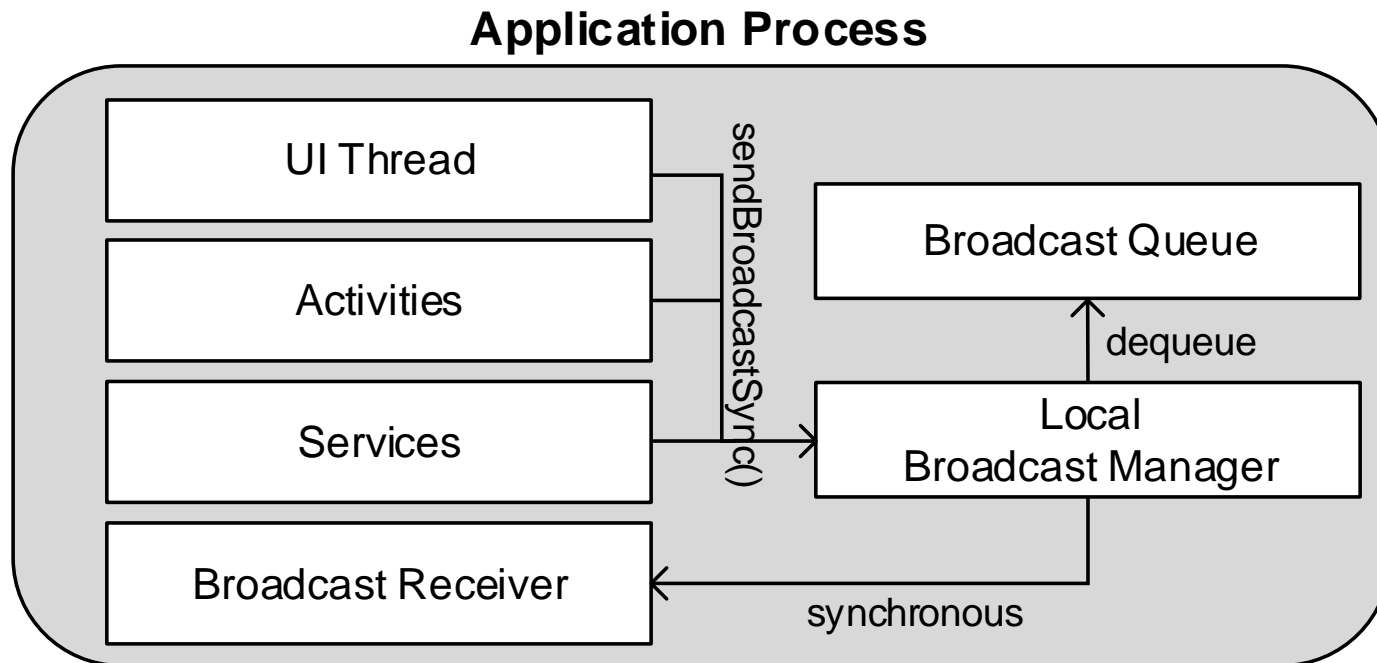 Application Process
UI Thread
Activities
Services
Broadcast Receiver
sendBroadcastSync()
Broadcast Queue
dequeue
Local
Broadcast Manager
synchronous